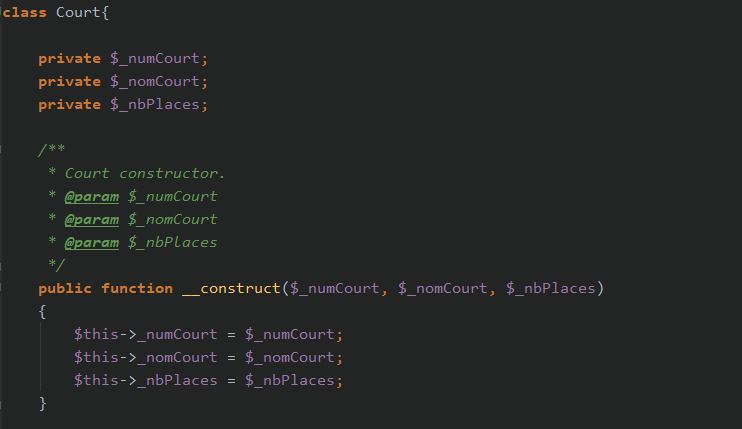 class Court{
private $_numCourt;
private $_nomCourt;
private $_nbPlaces;
/**
* Court constructor.
* @param $_numCourt
* @param $_nomCourt
* @param $_nbPlaces
*/
public function __construct($_numCourt, $_nomCourt, $_nbPlaces)
{
$this->_numCourt = $_numCourt;
$this->_nomCourt = $_nomCourt;
$this->_nbPlaces = $_nbPlaces;
}